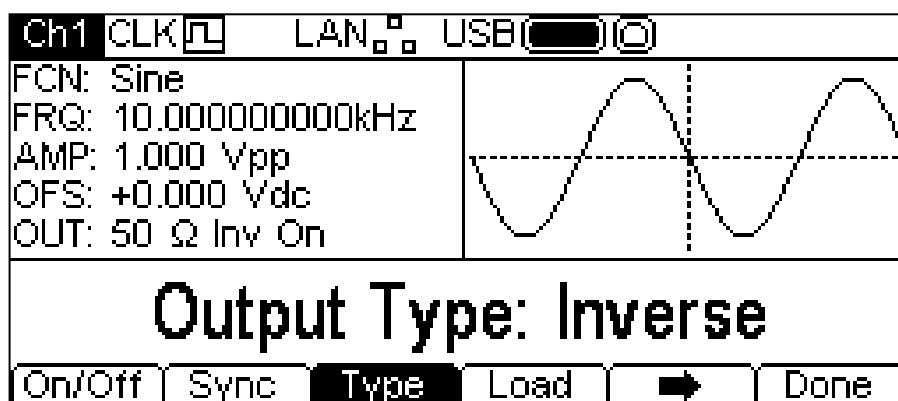 Ch1 CLK LAN USB
FCN: Sine
FRQ: 10.000000000kHz
AMP: 1.000 Vpp
OFS: +0.000 Vdc
OUT: 50 Ω Inv On
Output Type: Inverse
On/Off Sync Type Load ➡ Done